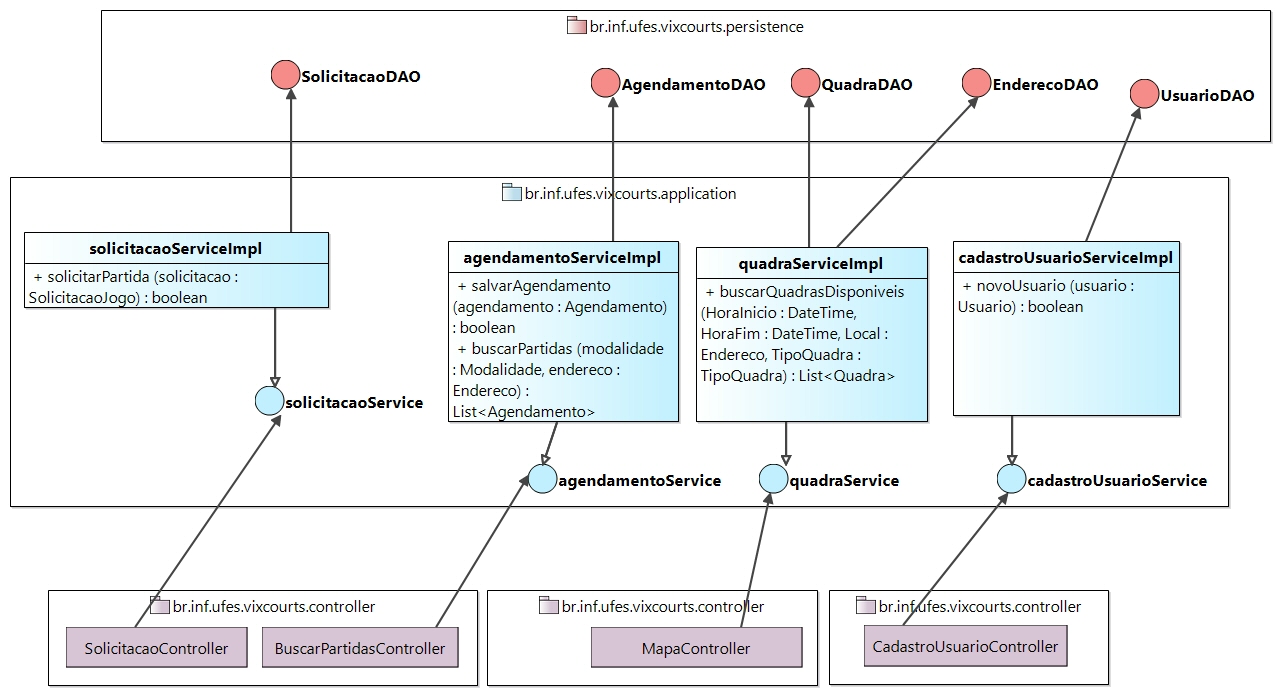 br.inf.ufes.vixcourts.persistence
SolicitacaoDAO
AgendamentoDAO
QuadraDAO
EnderecoDAO
UsuarioDAO
br.inf.ufes.vixcourts.application
solicitacaoServiceImpl
+ solicitarPartida (solicitacao :
SolicitacaoJogo) : boolean
agendamentoServiceImpl
+ salvarAgendamento
(agendamento : Agendamento)
: boolean
+ buscarPartidas (modalidade
: Modalidade, endereco :
Endereco) :
List<Agendamento>
quadraServiceImpl
+ buscarQuadrasDisponiveis
(HoraInicio : DateTime,
HoraFim : DateTime, Local :
Endereco, TipoQuadra :
TipoQuadra) : List<Quadra>
cadastroUsuarioServiceImpl
+ novoUsuario (usuario :
Usuario) : boolean
solicitacaoService
agendamentoService
quadraService
cadastroUsuarioService
br.inf.ufes.vixcourts.controller
SolicitacaoController
BuscarPartidasController
br.inf.ufes.vixcourts.controller
MapaController
br.inf.ufes.vixcourts.controller
CadastroUsuarioController